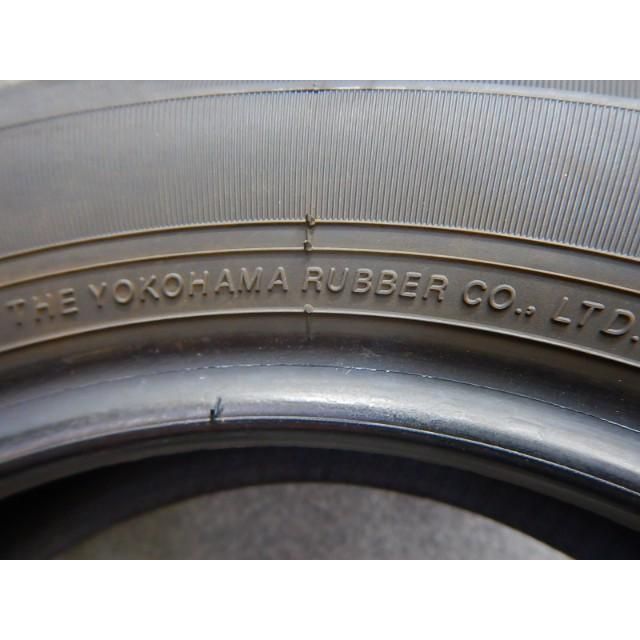 THE YOKOHAMA RUBBER CO., LTD.